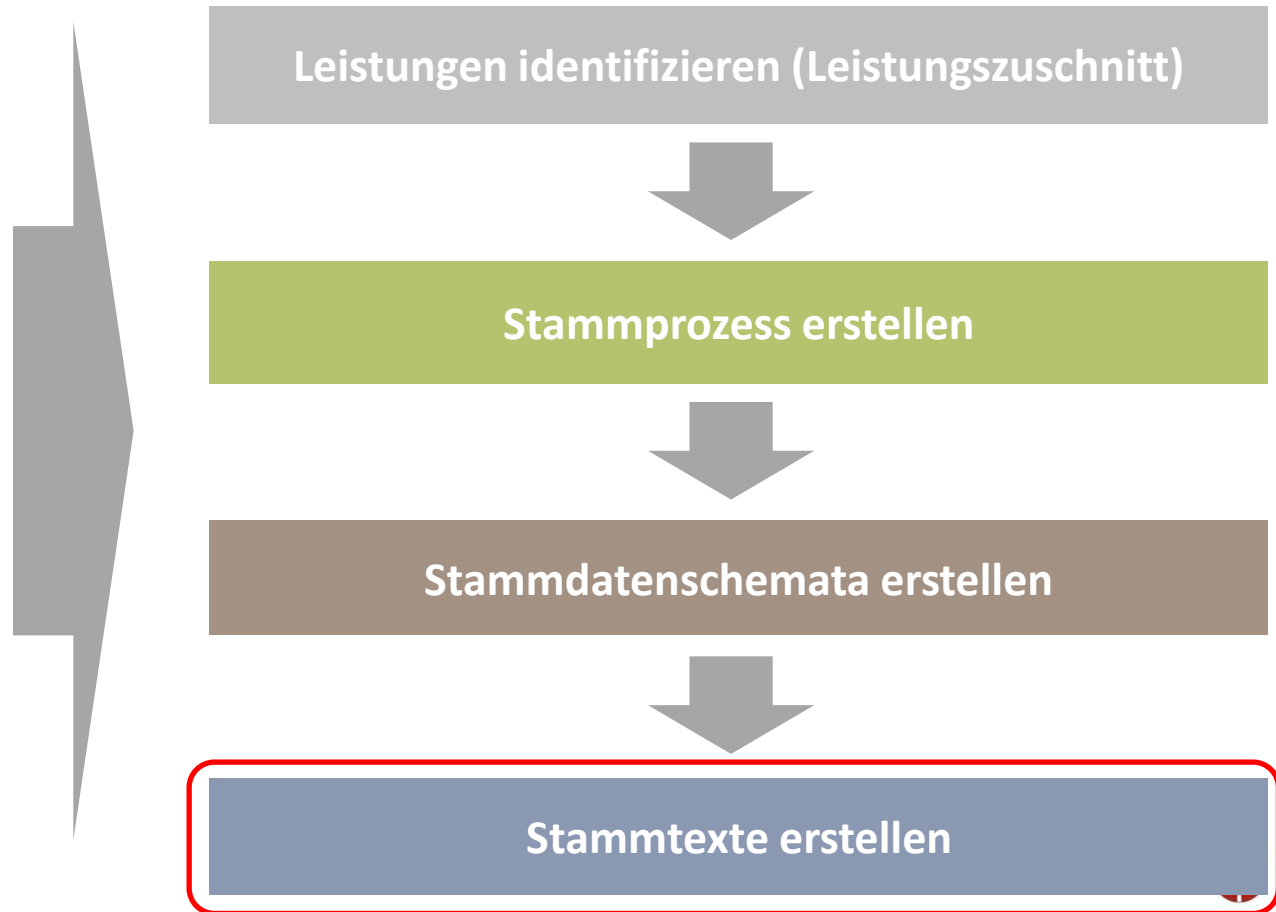 Leistungen identifizieren (Leistungszuschnitt)
Stammprozess erstellen
Stammdatenschemata erstellen
Stammtexte erstellen